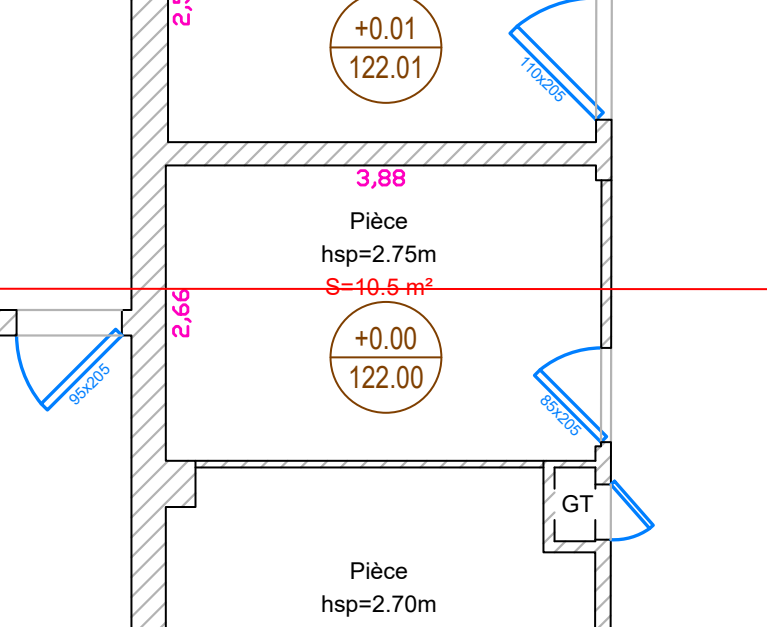 +0.01
122.01
110x205
3,88
Pièce
hsp=2.75m
S=10.5 m²
2,66
+0.00
122.00
95x205
85x205
GT
Pièce
hsp=2.70m